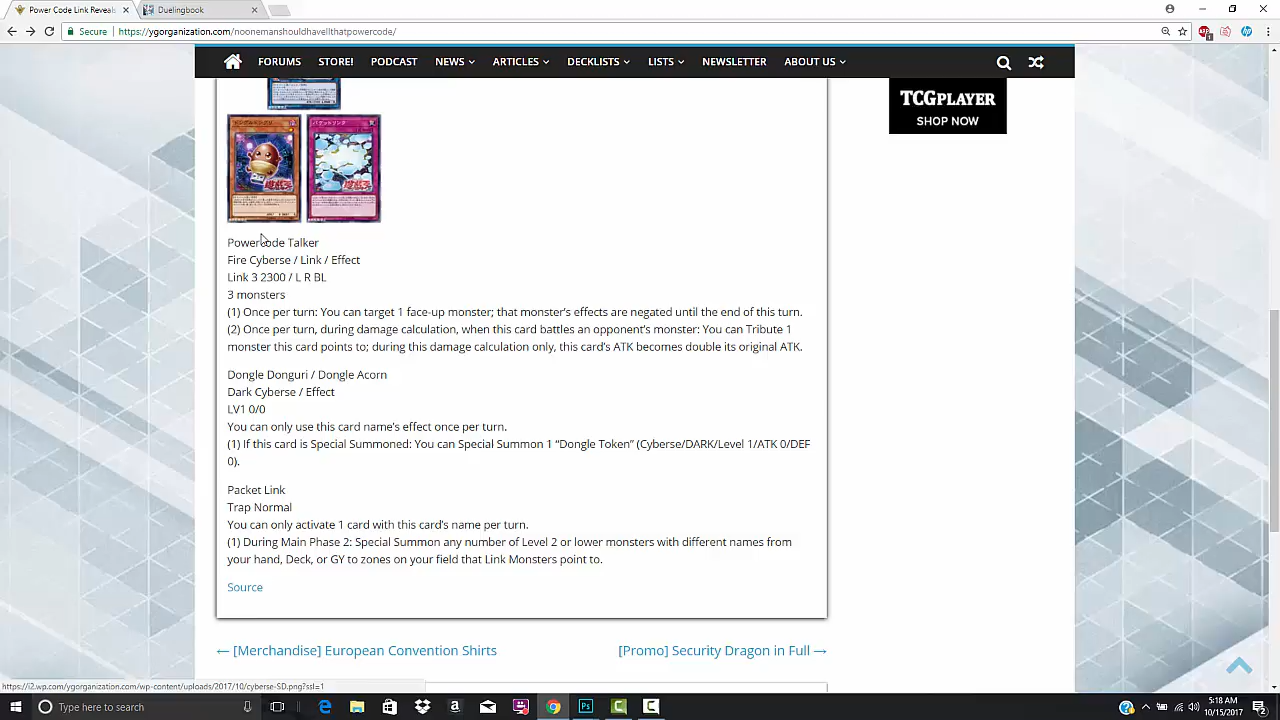 Power Code Link Reveals
Duelingbook
Secure
https://ygorganization.com/noonemanshouldhavellthatpowercode/
FORUMS
STORE!
PODCAST
NEWS
ARTICLES
DECKLISTS
LISTS
NEWSLETTER
ABOUT US
TCGPLAYER
SHOP NOW
Powercode Talker
Fire Cyberse / Link / Effect
Link 3 2300 / L R BL
3 monsters
(1) Once per turn: You can target 1 face-up monster; that monster's effects are negated until the end of this turn.
(2) Once per turn, during damage calculation, when this card battles an opponent's monster: You can Tribute 1
monster this card points to; during this damage calculation only, this card's ATK becomes double its original ATK.
Dongle Donguri / Dongle Acorn
Dark Cyberse / Effect
LV1 0/0
You can only use this card name's effect once per turn.
(1) If this card is Special Summoned: You can Special Summon 1 "Dongle Token" (Cyberse/DARK/Level 1/ATK 0/DEF
0).
Packet Link
Trap Normal
You can only activate 1 card with this card's name per turn.
(1) During Main Phase 2: Special Summon any number of Level 2 or lower monsters with different names from
your hand, Deck, or GY to zones on your field that Link Monsters point to.
Source
← [Merchandise] European Convention Shirts
[Promo] Security Dragon in Full →
https://i2.wp.com/ygorganization.com/wp-content/uploads/2017/10/cyberse-SD.png?ssl=1
Type here to search
5:18 AM
10/15/2017